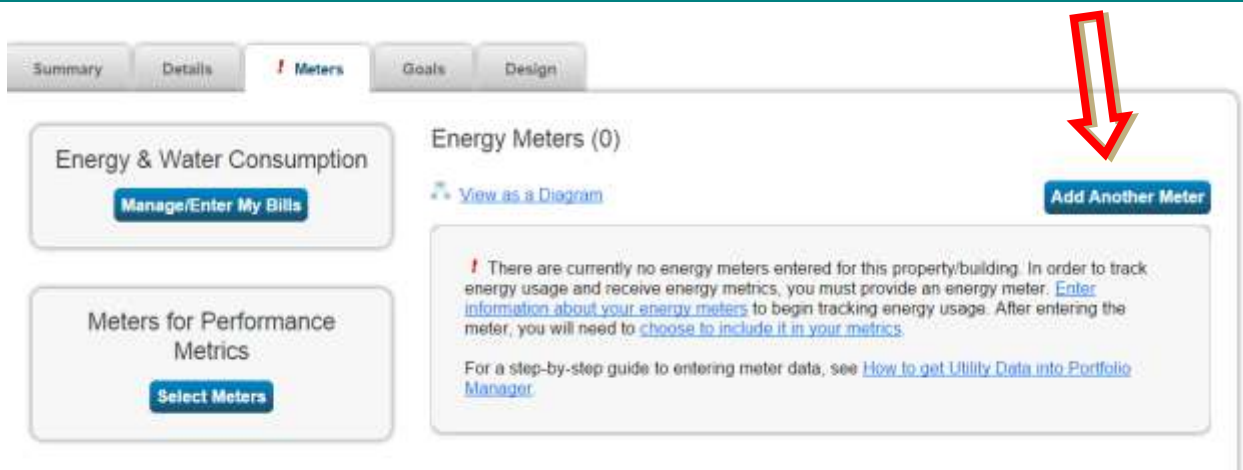 Summary
Details
! Meters
Goals
Design
Energy & Water Consumption
Manage/Enter My Bills
Meters for Performance
Metrics
Select Meters
Energy Meters (0)
View as a Diagram
Add Another Meter
! There are currently no energy meters entered for this property/building. In order to track
energy usage and receive energy metrics, you must provide an energy meter. Enter
information about your energy meters to begin tracking energy usage. After entering the
meter, you will need to choose to include it in your metrics.
For a step-by-step guide to entering meter data, see How to get Utility Data into Portfolio
Manager.